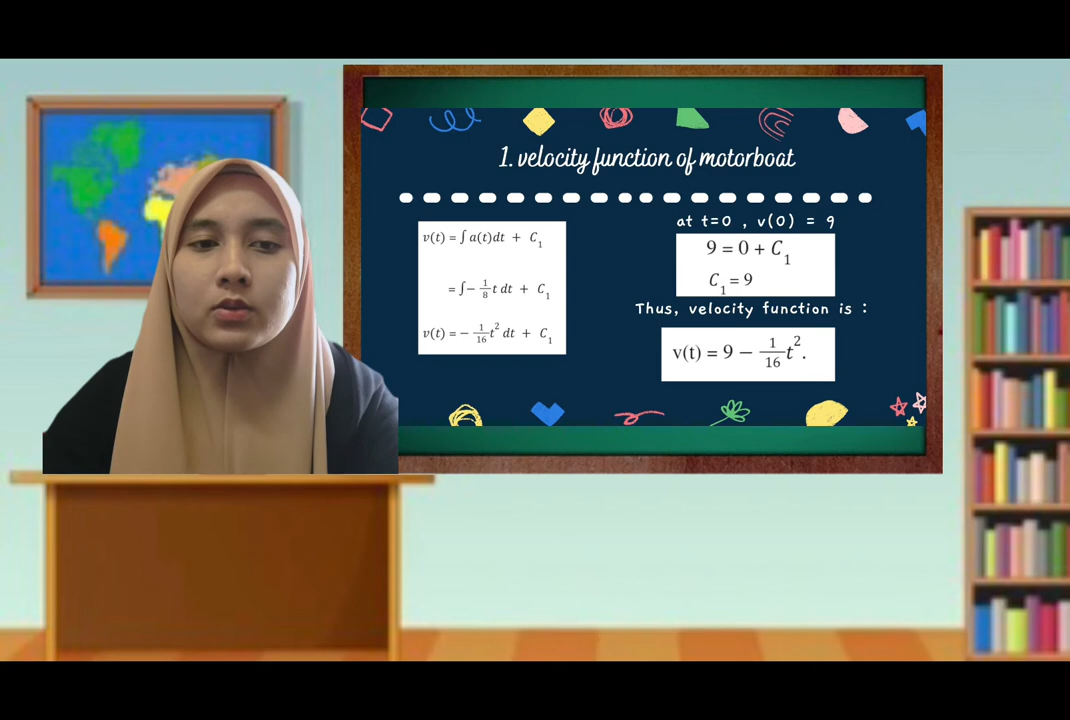 1. velocity function of motorboat
v(t) = ∫ a(t)dt + C₁
= ∫− 1/8 t dt + C₁
v(t) = − 1/16 t² dt + C₁
at t=0 , v(0) = 9
9 = 0 + C₁
C₁ = 9
Thus, velocity function is :
v(t) = 9 − 1/16 t².